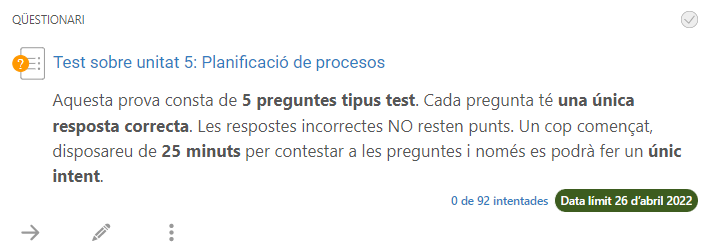 QÜESTIONARI
?
Test sobre unitat 5: Planificació de procesos
Aquesta prova consta de 5 preguntes tipus test. Cada pregunta té una única
resposta correcta. Les respostes incorrectes NO resten punts. Un cop començat,
disposareu de 25 minuts per contestar a les preguntes i només es podrà fer un únic
intent.
0 de 92 intentades Data límit 26 d'abril 2022